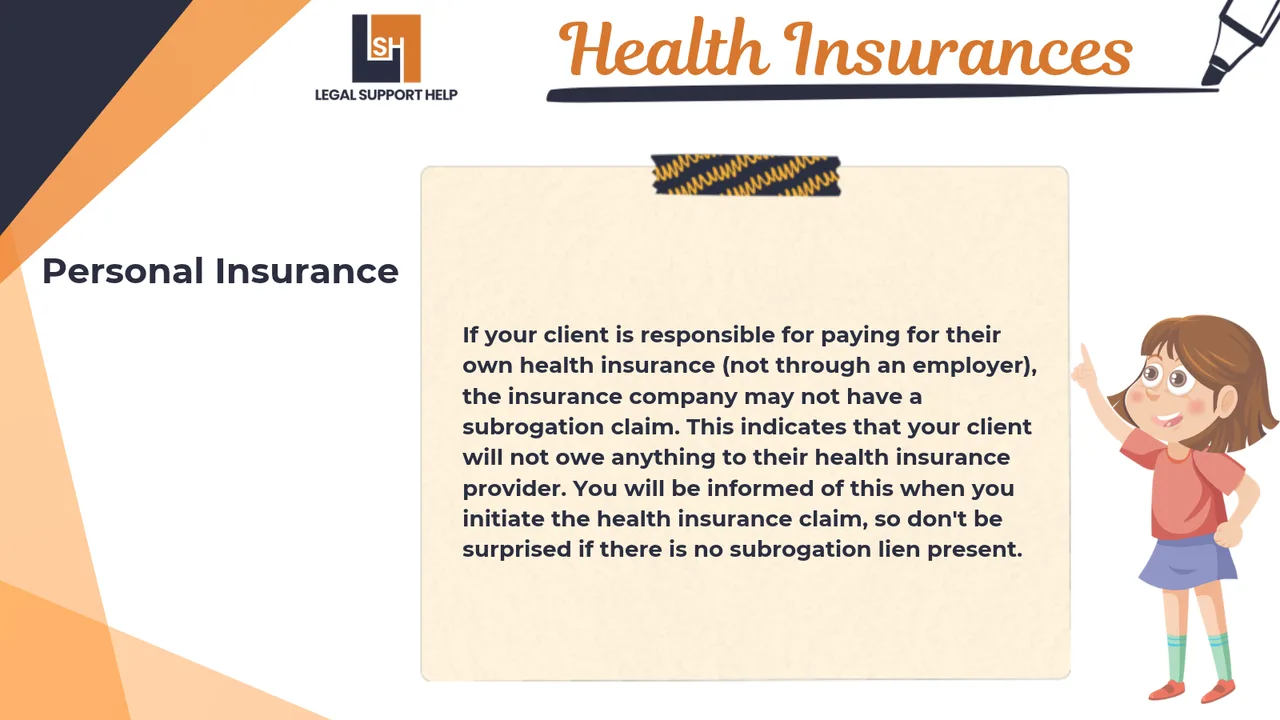 SH
LEGAL SUPPORT HELP
Health Insurances
Personal Insurance
If your client is responsible for paying for their
own health insurance (not through an employer),
the insurance company may not have a
subrogation claim. This indicates that your client
will not owe anything to their health insurance
provider. You will be informed of this when you
initiate the health insurance claim, so don't be
surprised if there is no subrogation lien present.